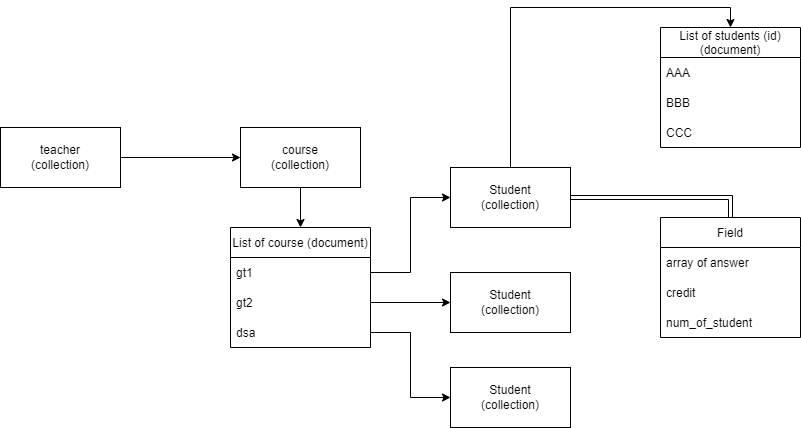 List of students (id)
(document)
AAA
BBB
CCC
teacher
(collection)
course
(collection)
Student
(collection)
List of course (document)
gt1
gt2
dsa
Field
array of answer
credit
num_of_student
Student
(collection)
Student
(collection)